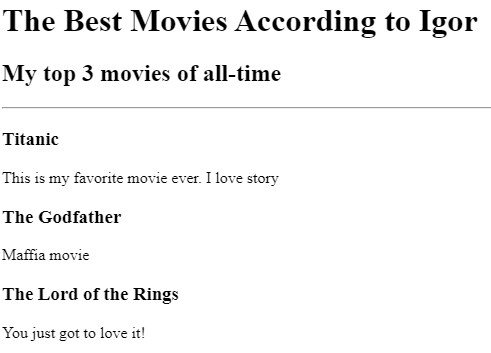 The Best Movies According to Igor
My top 3 movies of all-time
Titanic
This is my favorite movie ever. I love story
The Godfather
Maffia movie
The Lord of the Rings
You just got to love it!